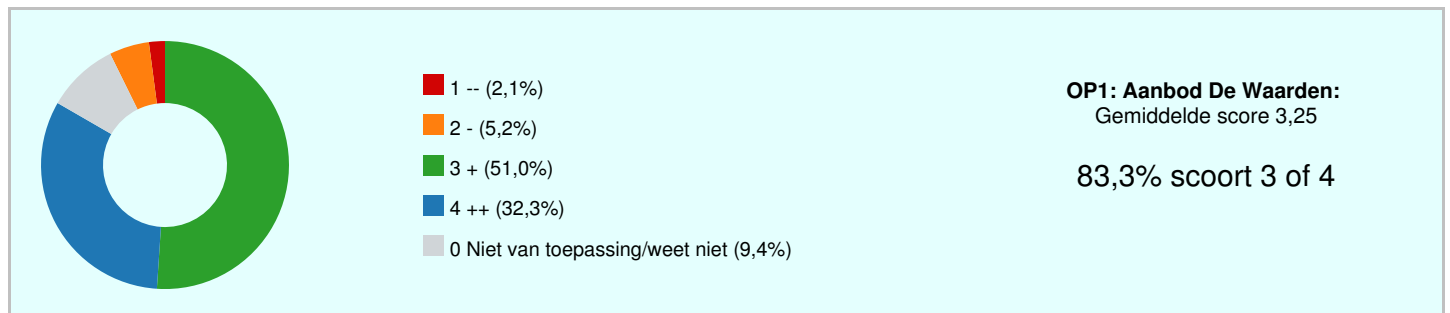 1 -- (2,1%)
2 - (5,2%)
3 + (51,0%)
4 ++ (32,3%)
0 Niet van toepassing/weet niet (9,4%)
OP1: Aanbod De Waarden:
Gemiddelde score 3,25
83,3% scoort 3 of 4